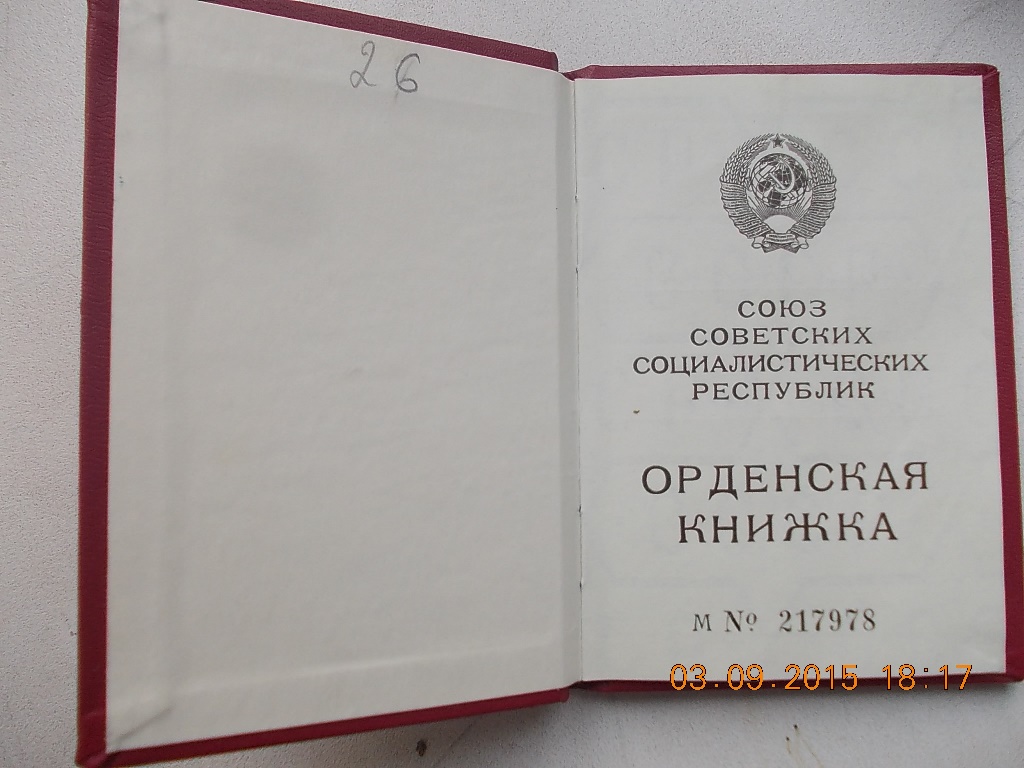 26
СОЮЗ
СОВЕТСКИХ
СОЦИАЛИСТИЧЕСКИХ
РЕСПУБЛИК
ОРДЕНСКАЯ
КНИЖКА
М № 217978
03.09.2015 18:17